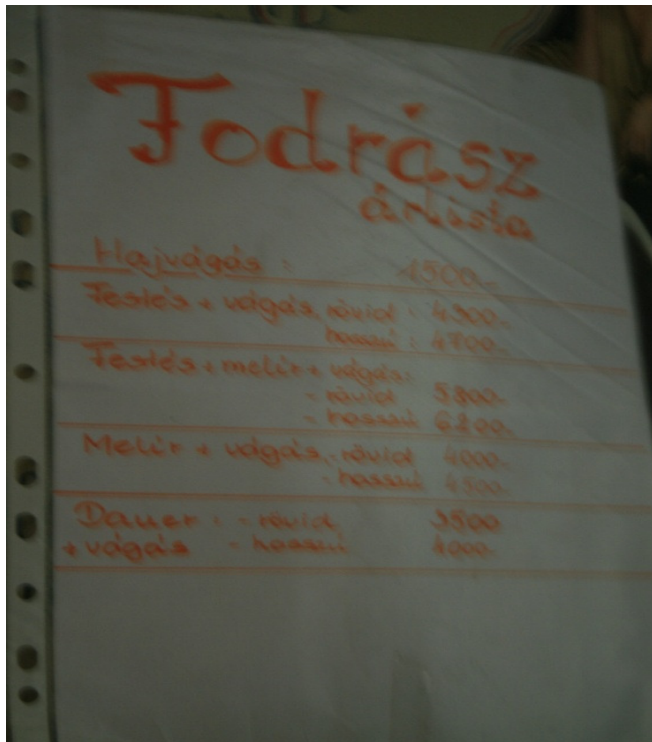 Fodrász
árlista
Hajvágás : 1500.-
Festés + vágás, rövid : 4300.-
hosszú : 4700.-
Festés + melír + vágás:
- rövid 5800.-
- hosszú 6200.-
Melír + vágás, - rövid 4000.-
- hosszú 4500.-
Dauer : - rövid 3500
+ vágás - hosszú 4000.